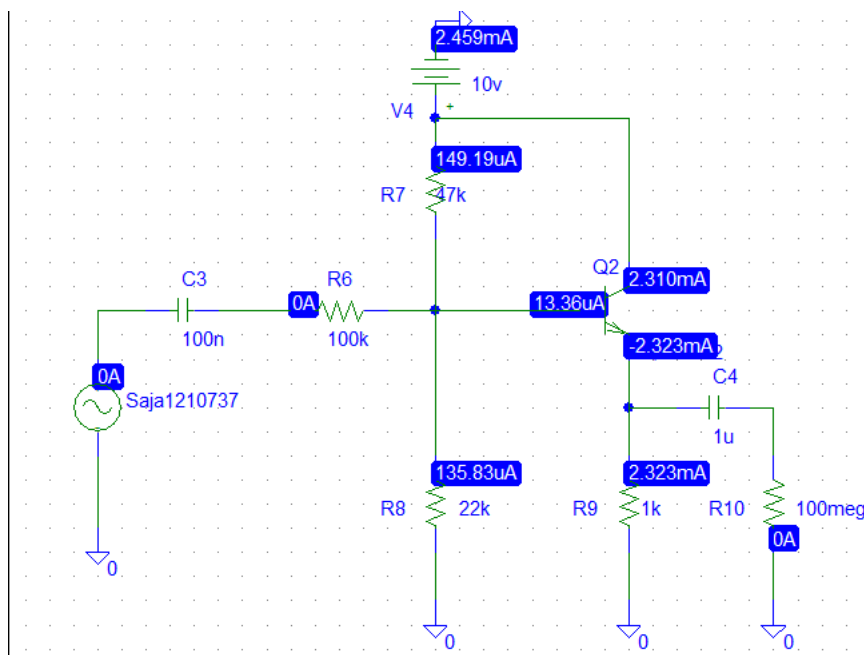 2.459mA
10v
V4
+
149.19uA
R7
47k
C3
R6
Q2
2.310mA
0A
13.36uA
100n
100k
-2.323mA
0A
C4
Saja1210737
1u
135.83uA
2.323mA
R8
22k
R9
1k
R10
100meg
0A
0
0
0
0